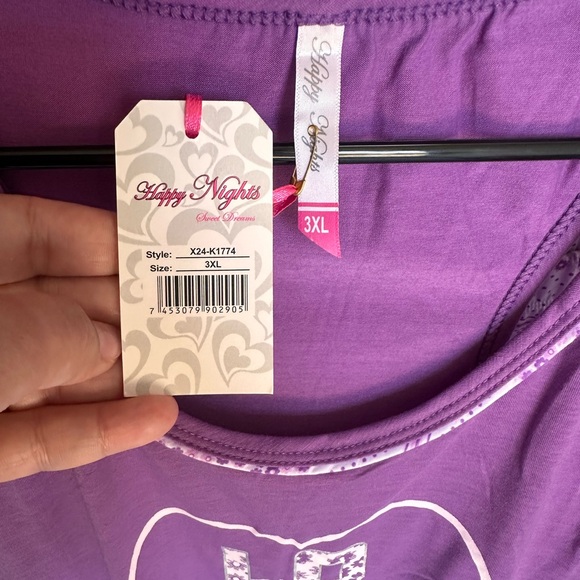 Happy Nights
Sweet Dreams
Style: X24-K1774
Size: 3XL
7 453079 902905
Happy Nights
3XL